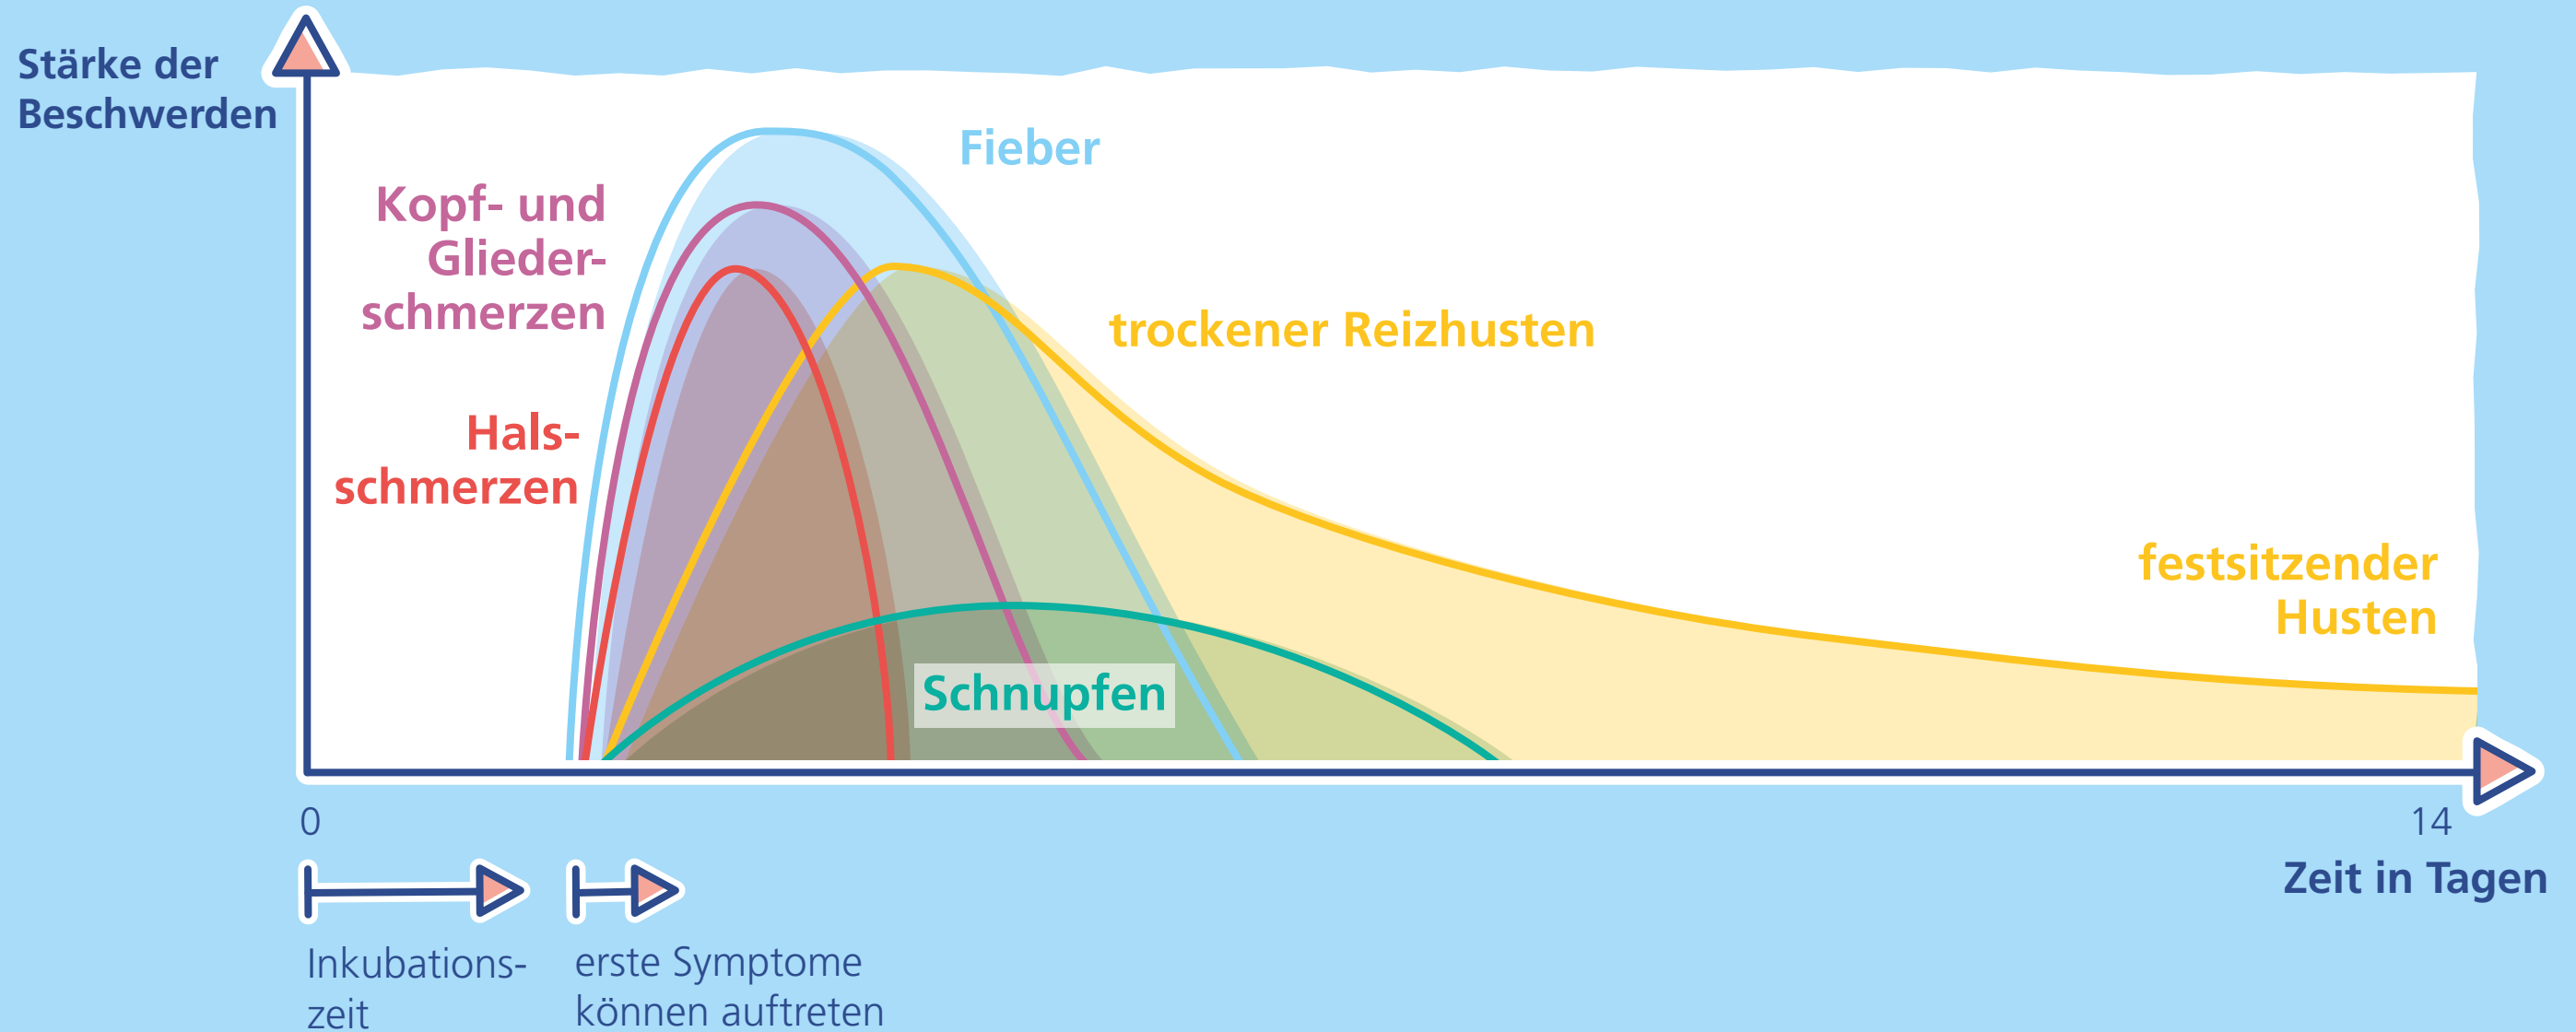 Stärke der
Beschwerden
Fieber
Kopf- und
Glieder-
schmerzen
trockener Reizhusten
Hals-
schmerzen
festsitzender
Husten
Schnupfen
0
14
Zeit in Tagen
Inkubations-
zeit
erste Symptome
können auftreten